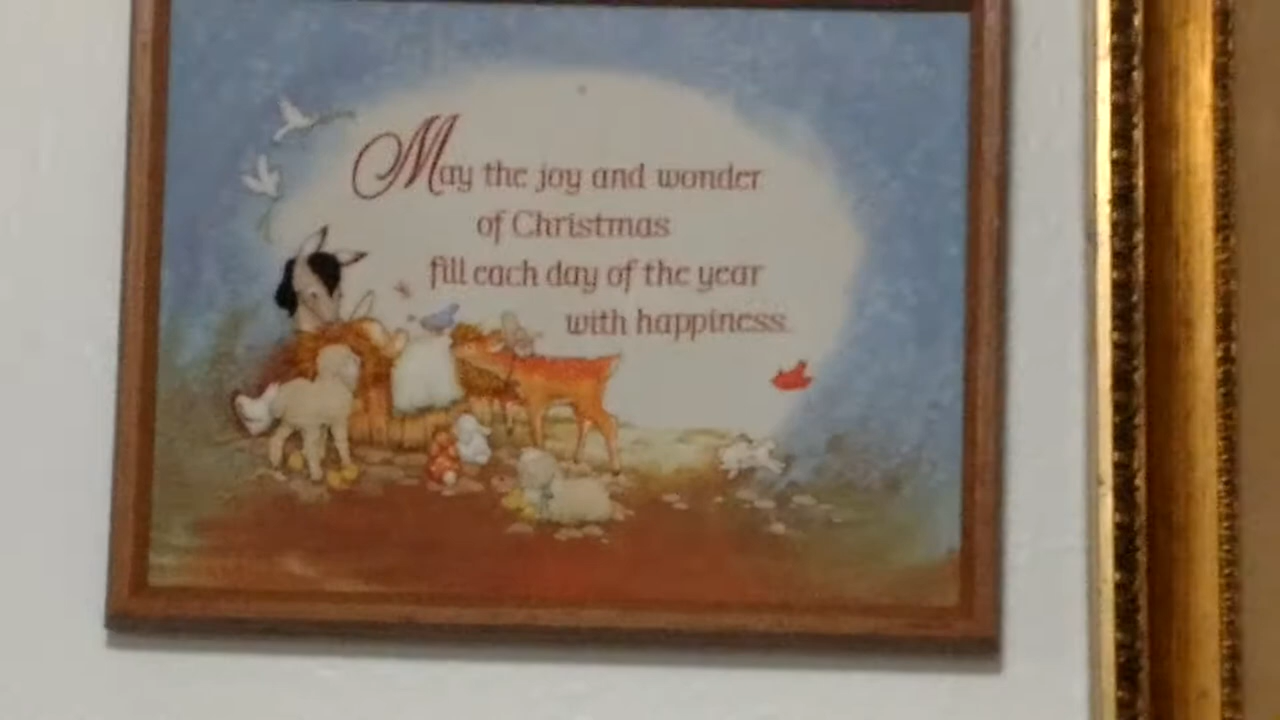 May the joy and wonder
of Christmas
fill each day of the year
with happiness.